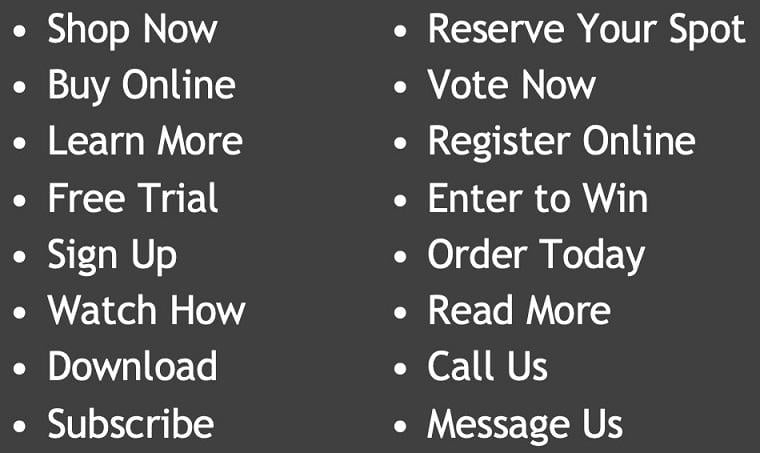 • Shop Now
• Buy Online
• Learn More
• Free Trial
• Sign Up
• Watch How
• Download
• Subscribe
• Reserve Your Spot
• Vote Now
• Register Online
• Enter to Win
• Order Today
• Read More
• Call Us
• Message Us